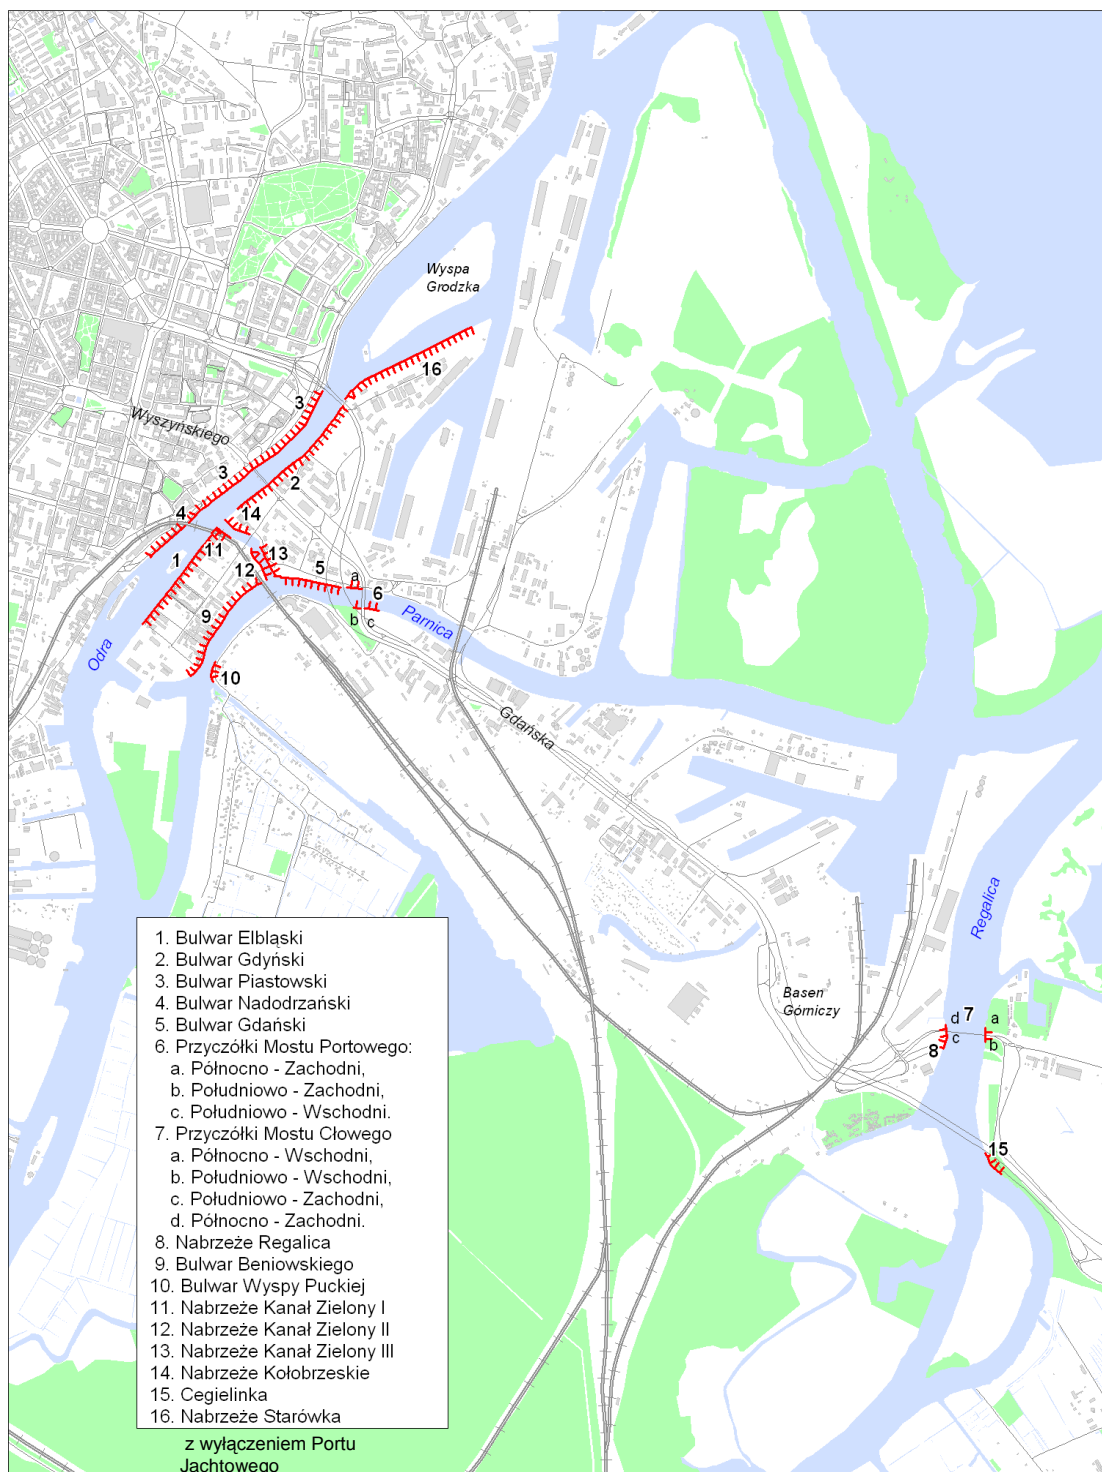 Wyspa
Grodzka
16
3
Wyszyńskiego
3
2
4
14
11
13
1
12
5
a
6
9
b
c
Parnica
Odra
10
Gdańska
Regalica
Basen
Górniczy
d
7
a
c
b
8
15
1. Bulwar Elbląski
2. Bulwar Gdyński
3. Bulwar Piastowski
4. Bulwar Nadodrzański
5. Bulwar Gdański
6. Przyczółki Mostu Portowego:
a. Północno - Zachodni,
b. Południowo - Zachodni,
c. Południowo - Wschodni.
7. Przyczółki Mostu Cłowego
a. Północno - Wschodni,
b. Południowo - Wschodni,
c. Południowo - Zachodni,
d. Północno - Zachodni.
8. Nabrzeże Regalica
9. Bulwar Beniowskiego
10. Bulwar Wyspy Puckiej
11. Nabrzeże Kanał Zielony I
12. Nabrzeże Kanał Zielony II
13. Nabrzeże Kanał Zielony III
14. Nabrzeże Kołobrzeskie
15. Cegielinka
16. Nabrzeże Starówka
z wyłączeniem Portu
Jachtowego